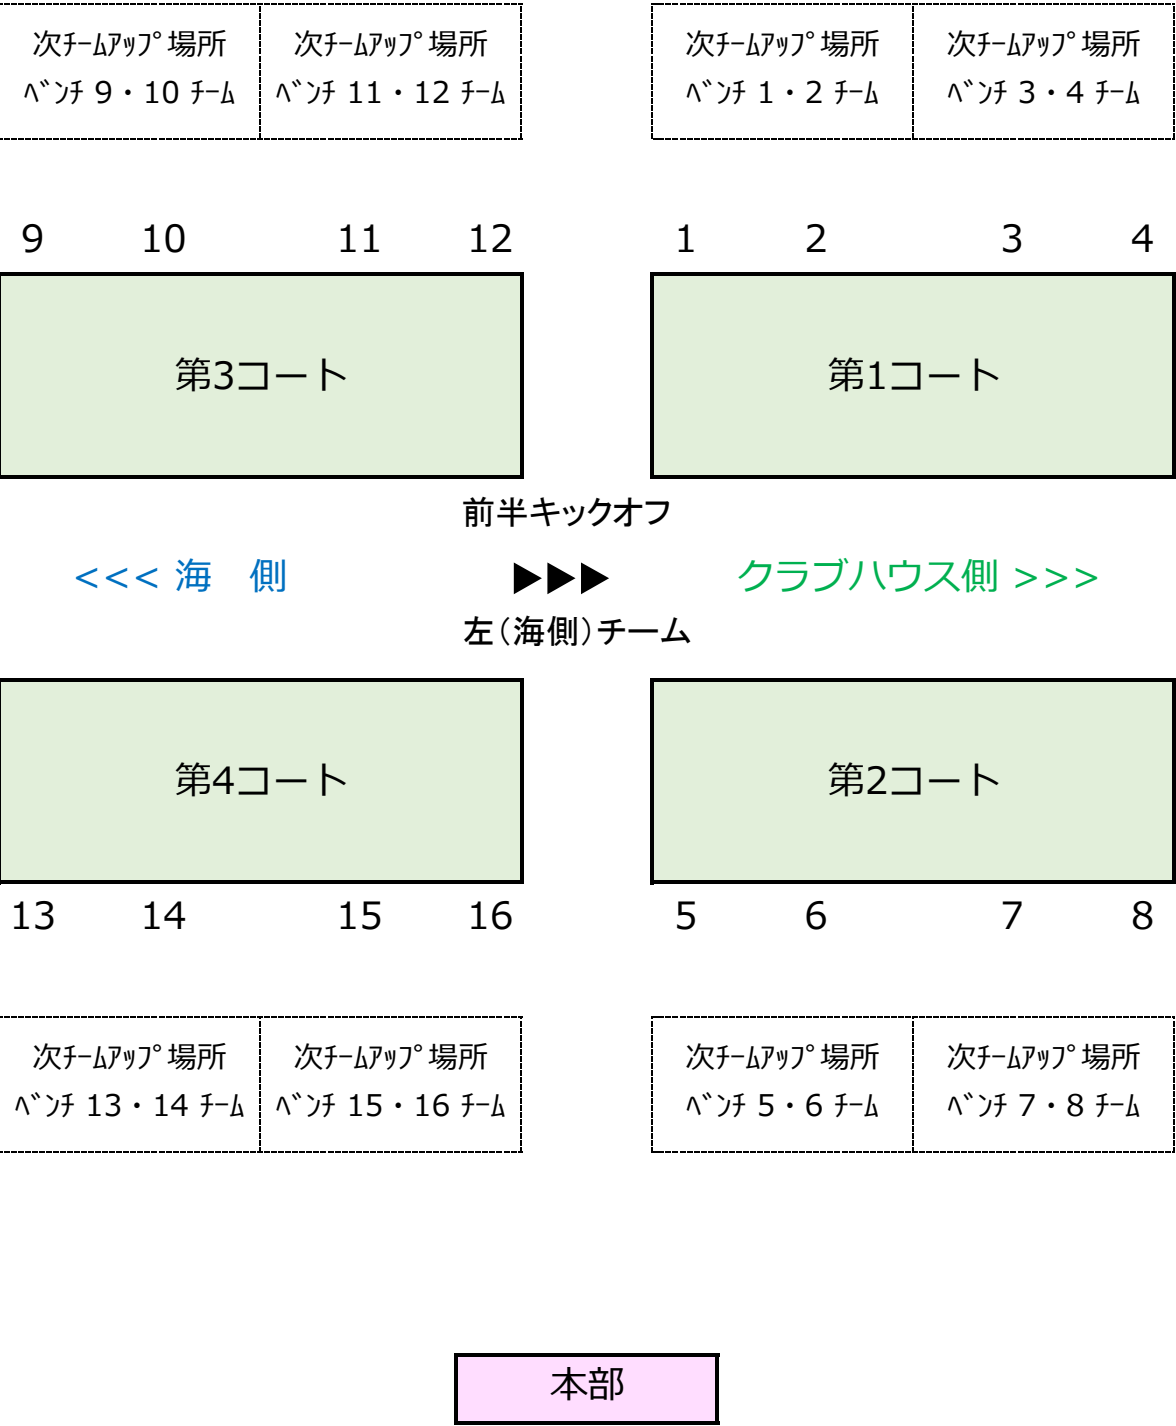 次ﾁｰﾑｱｯﾌﾟ場所 次ﾁｰﾑｱｯﾌﾟ場所 次ﾁｰﾑｱｯﾌﾟ場所 次ﾁｰﾑｱｯﾌﾟ場所
ﾍﾞﾝﾁ 9・10 ﾁｰﾑ ﾍﾞﾝﾁ 11・12 ﾁｰﾑ ﾍﾞﾝﾁ 1・2 ﾁｰﾑ ﾍﾞﾝﾁ 3・4 ﾁｰﾑ
9 10 11 12 1 2 3 4
第3コート 第1コート
前半キックオフ
<<< 海　側 ▶▶▶ クラブハウス側 >>>
左（海側）チーム
第4コート 第2コート
13 14 15 16 5 6 7 8
次ﾁｰﾑｱｯﾌﾟ場所 次ﾁｰﾑｱｯﾌﾟ場所 次ﾁｰﾑｱｯﾌﾟ場所 次ﾁｰﾑｱｯﾌﾟ場所
ﾍﾞﾝﾁ 13・14 ﾁｰﾑ ﾍﾞﾝﾁ 15・16 ﾁｰﾑ ﾍﾞﾝﾁ 5・6 ﾁｰﾑ ﾍﾞﾝﾁ 7・8 ﾁｰﾑ
本部